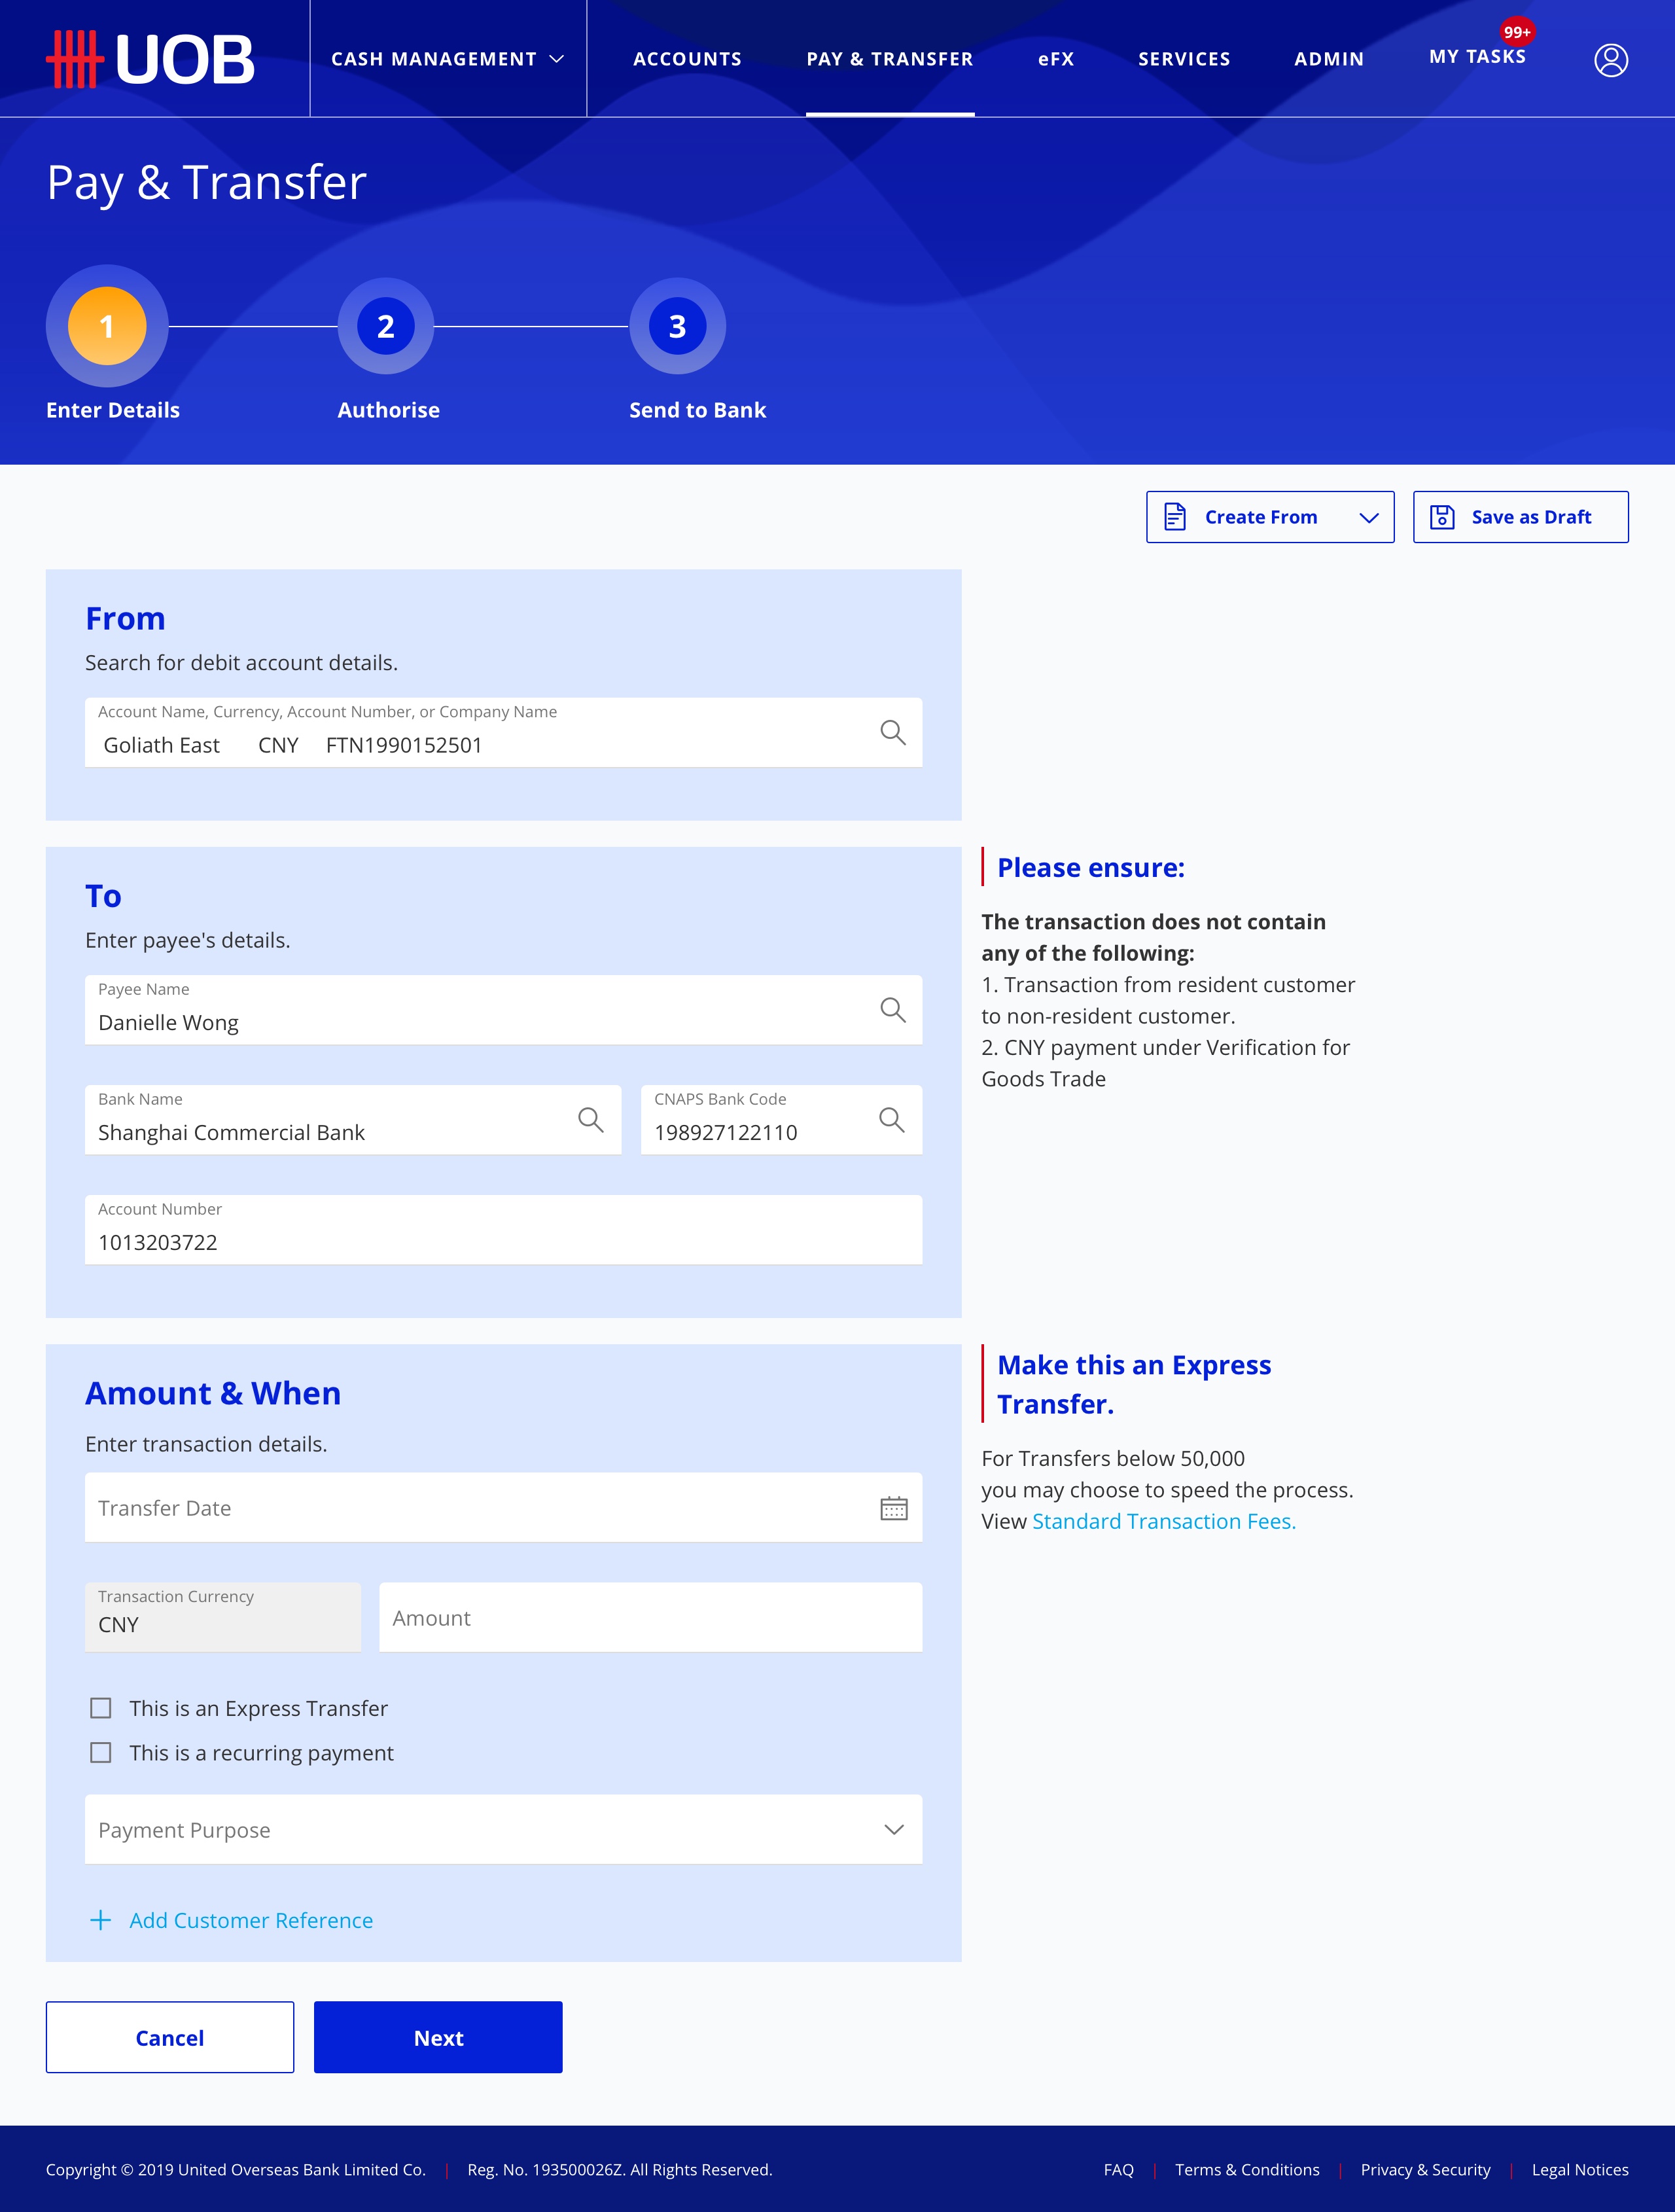 UOB
CASH MANAGEMENT
ACCOUNTS
PAY & TRANSFER
eFX
SERVICES
ADMIN
MY TASKS
99+
Pay & Transfer
1
2
3
Enter Details
Authorise
Send to Bank
Create From
Save as Draft
From
Search for debit account details.
Account Name, Currency, Account Number, or Company Name
Goliath East CNY FTN1990152501
To
Enter payee's details.
Payee Name
Danielle Wong
Bank Name
Shanghai Commercial Bank
CNAPS Bank Code
198927122110
Account Number
1013203722
Please ensure:
The transaction does not contain
any of the following:
1. Transaction from resident customer
to non-resident customer.
2. CNY payment under Verification for
Goods Trade
Amount & When
Enter transaction details.
Transfer Date
Transaction Currency
CNY
Amount
This is an Express Transfer
This is a recurring payment
Payment Purpose
Add Customer Reference
Make this an Express
Transfer.
For Transfers below 50,000
you may choose to speed the process.
View Standard Transaction Fees.
Cancel
Next
Copyright © 2019 United Overseas Bank Limited Co. | Reg. No. 193500026Z. All Rights Reserved.
FAQ | Terms & Conditions | Privacy & Security | Legal Notices